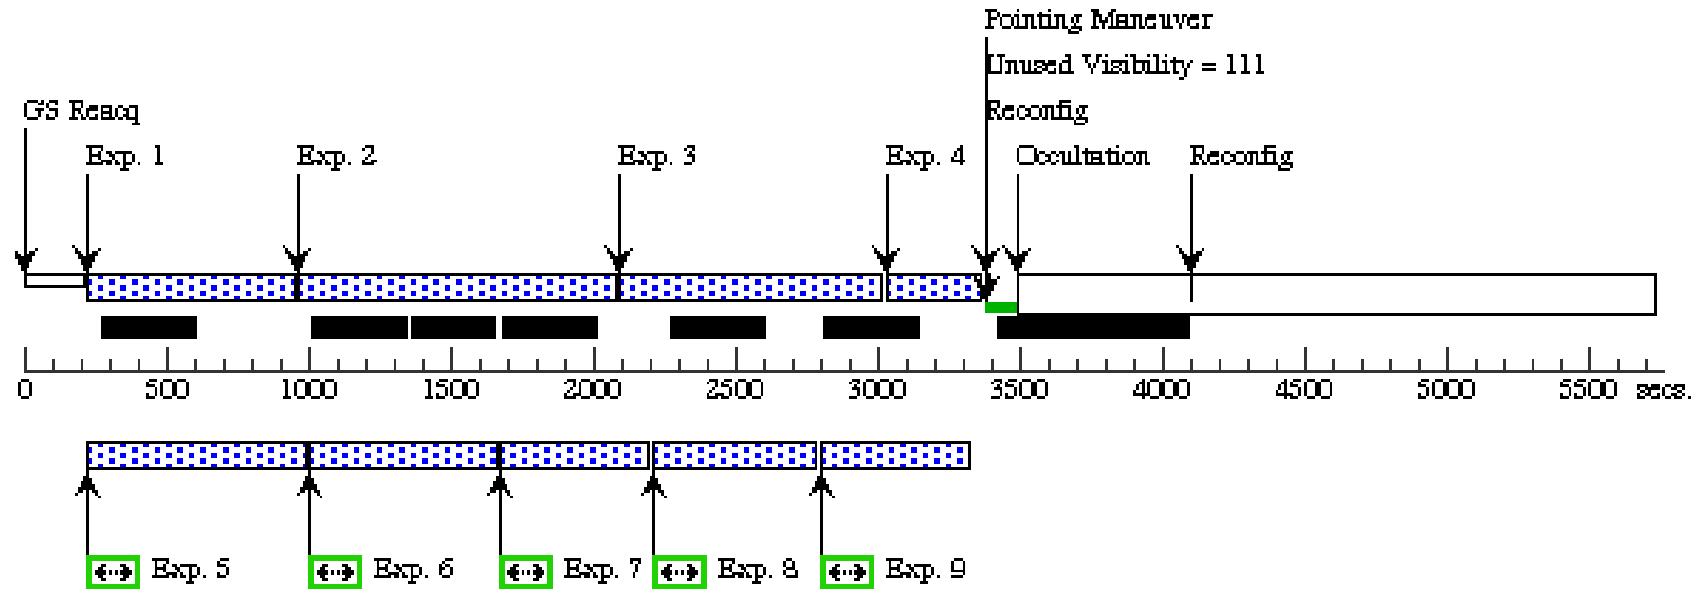 Pointing Maneuver
Unused Visibility = 111
GS Reacq
Reconfig
Exp. 1 Exp. 2 Exp. 3 Exp. 4 Occultation Reconfig
0 500 1000 1500 2000 2500 3000 3500 4000 4500 5000 5500 secs.
Exp. 5 Exp. 6 Exp. 7 Exp. 8 Exp. 9